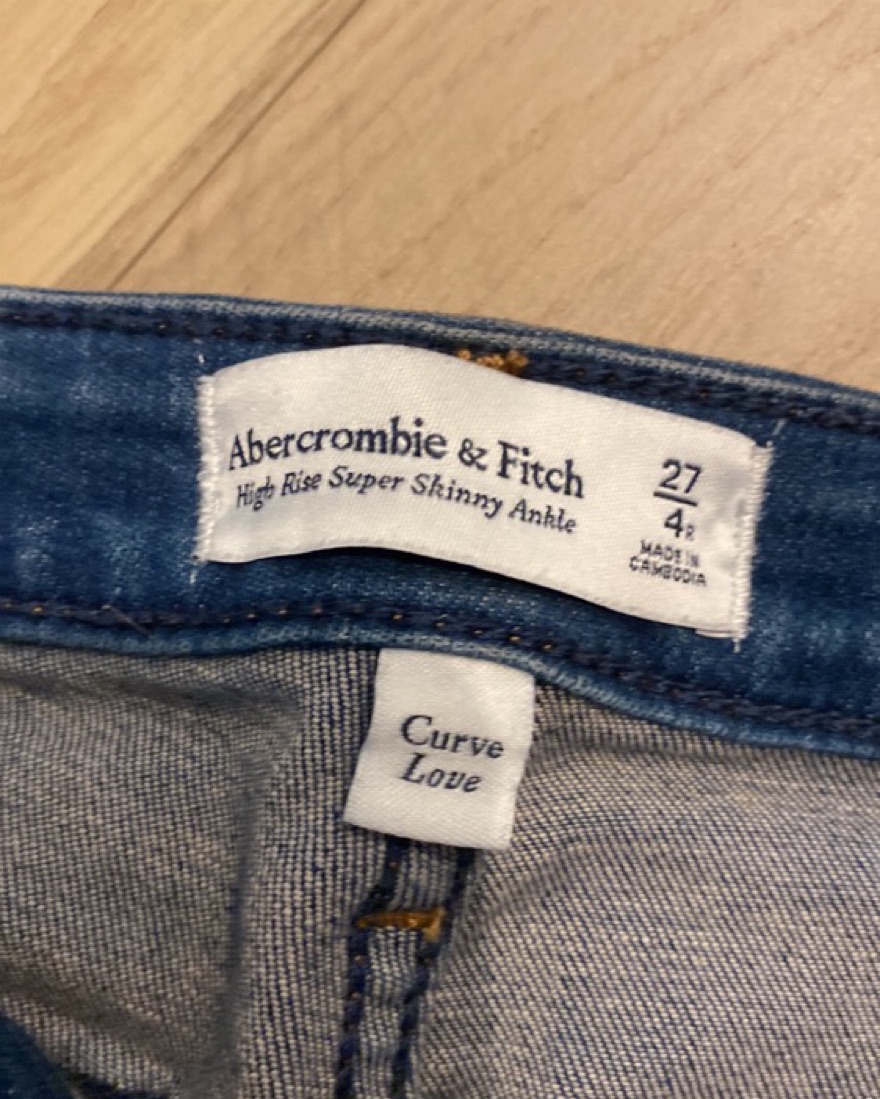 Abercrombie & Fitch
High Rise Super Skinny Ankle
27
4R
MADE IN
CAMBODIA
Curve
Love